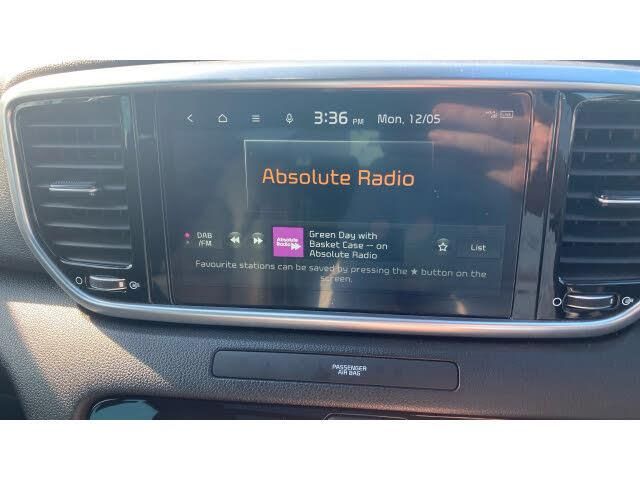 3:36 PM Mon, 12/05
Absolute Radio
DAB
/FM
Absolute
Radio
Green Day with
Basket Case -- on
Absolute Radio
List
Favourite stations can be saved by pressing the ★ button on the
screen.
PASSENGER
AIR BAG